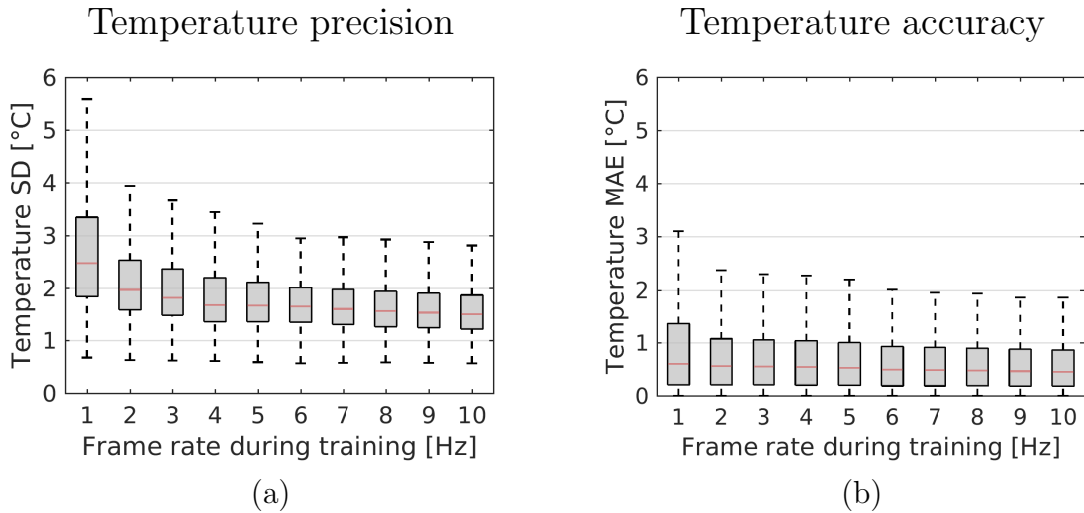 Temperature precision
Temperature SD [°C]
6
5
4
3
2
1
0
1 2 3 4 5 6 7 8 9 10
Frame rate during training [Hz]
(a)
Temperature accuracy
Temperature MAE [°C]
6
5
4
3
2
1
0
1 2 3 4 5 6 7 8 9 10
Frame rate during training [Hz]
(b)